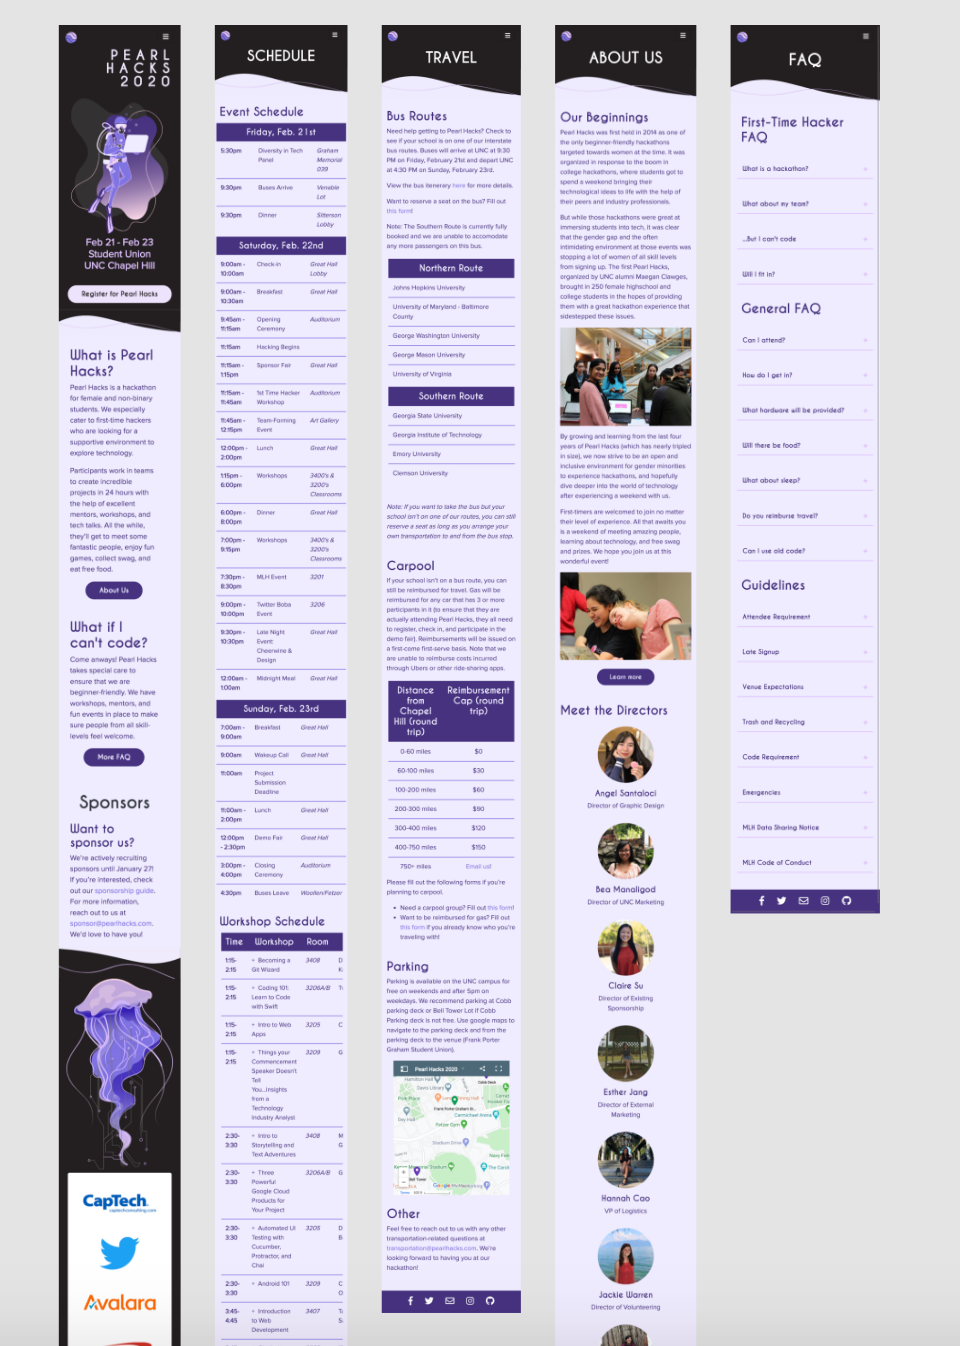 PEARL
HACKS
2020
Feb 21 - Feb 23
Student Union
UNC Chapel Hill
Register for Pearl Hacks
What is Pearl
Hacks?
Pearl Hacks is a hackathon
for female and non-binary
students. We especially
cater to first-time hackers
who are looking for a
supportive environment to
explore technology.
Participants work in teams
to create incredible
projects in 24 hours with
the help of excellent
mentors, workshops, and
tech talks. All the while,
they'll get to meet some
fantastic people, enjoy fun
games, collect swag, and
eat free food.
About Us
What if I
can't code?
Come anyways! Pearl Hacks
takes special care to
ensure that we are
beginner-friendly. We have
workshops, mentors, and
fun events in place to make
sure people from all skill-
levels feel welcome.
More FAQ
Sponsors
Want to
sponsor us?
We're actively recruiting
sponsors until January 27!
If you're interested, check
out our sponsorship guide.
For more information,
reach out to us at
sponsor@pearlhacks.com.
We'd love to have you!
CapTech
captechconsulting.com
Avalara
SCHEDULE
Event Schedule
Friday, Feb. 21st
5:30pm Diversity in Tech Panel Graham Memorial 039
9:30pm Buses Arrive Venable Lot
9:30pm Dinner Sitterson Lobby
Saturday, Feb. 22nd
9:00am - 10:00am Check-in Great Hall Lobby
9:00am - 10:30am Breakfast Great Hall
9:45am - 11:15am Opening Ceremony Auditorium
11:15am Hacking Begins
11:15am - 1:15pm Sponsor Fair Great Hall
11:15am - 11:45am 1st Time Hacker Workshop Auditorium
11:45am - 12:15pm Team-Forming Event Art Gallery
12:00pm - 2:00pm Lunch Great Hall
1:15pm - 6:00pm Workshops 3400's & 3200's Classrooms
6:00pm - 8:00pm Dinner Great Hall
7:00pm - 9:15pm Workshops 3400's & 3200's Classrooms
7:30pm - 8:30pm MLH Event 3201
9:00pm - 10:00pm Twitter Boba Event 3206
9:30pm - 10:30pm Late Night Event: Cheerwine & Design Great Hall
12:00am - 1:00am Midnight Meal Great Hall
Sunday, Feb. 23rd
7:00am - 9:00am Breakfast Great Hall
9:00am Wakeup Call Great Hall
11:00am Project Submission Deadline
11:00am - 2:00pm Lunch Great Hall
12:00pm - 2:30pm Demo Fair Great Hall
3:00pm - 4:00pm Closing Ceremony Auditorium
4:30pm Buses Leave Woollen/Fetzer
Workshop Schedule
Time Workshop Room
1:15-2:15 + Becoming a Git Wizard 3408
1:15-2:15 + Coding 101: Learn to Code with Swift 3206A/B
1:15-2:15 + Intro to Web Apps 3205
1:15-2:15 + Things your Commencement Speaker Doesn't Tell You...Insights from a Technology Industry Analyst 3209
2:30-3:30 + Intro to Storytelling and Text Adventures 3408
2:30-3:30 + Three Powerful Google Cloud Products for Your Project 3206A/B
2:30-3:30 + Automated UI Testing with Cucumber, Protractor, and Chai 3205
2:30-3:30 + Android 101 3209
3:45-4:45 + Introduction to Web Development 3407
TRAVEL
Bus Routes
Need help getting to Pearl Hacks? Check to
see if your school is on one of our interstate
bus routes. Buses will arrive at UNC at 9:30
PM on Friday, February 21st and depart UNC
at 4:30 PM on Sunday, February 23rd.
View the bus itenerary here for more details.
Want to reserve a seat on the bus? Fill out
this form!
Note: The Southern Route is currently fully
booked and we are unable to accomodate
any more passengers on this bus.
Northern Route
Johns Hopkins University
University of Maryland - Baltimore
County
George Washington University
George Mason University
University of Virginia
Southern Route
Georgia State University
Georgia Institute of Technology
Emory University
Clemson University
Note: If you want to take the bus but your
school isn't on one of our routes, you can still
reserve a seat as long as you arrange your
own transportation to and from the bus stop.
Carpool
If your school isn't on a bus route, you can
still be reimbursed for travel. Gas will be
reimbursed for any car that has 3 or more
participants in it (to ensure that they are
actually attending Pearl Hacks, they all need
to register, check in, and participate in the
demo fair). Reimbursements will be issued on
a first-come first-serve basis. Note that we
are unable to reimburse costs incurred
through Ubers or other ride-sharing apps.
Distance from Chapel Hill (round trip) Reimbursement Cap (round trip)
0-60 miles $0
60-100 miles $30
100-200 miles $60
200-300 miles $90
300-400 miles $120
400-750 miles $150
750+ miles Email us!
Please fill out the following forms if you're
planning to carpool.
• Need a carpool group? Fill out this form!
• Want to be reimbursed for gas? Fill out
this form if you already know who you're
traveling with!
Parking
Parking is available on the UNC campus for
free on weekends and after 5pm on
weekdays. We recommend parking at Cobb
parking deck or Bell Tower Lot if Cobb
Parking deck is not free. Use google maps to
navigate to the parking deck and from the
parking deck to the venue (Frank Porter
Graham Student Union).
Pearl Hacks 2020
Hamilton Hall
Davis Library
Carmichael Arena
Fetzer Gym
Stadium Drive
Bell Tower
Google My Maps
Other
Feel free to reach out to us with any other
transportation-related questions at
transportation@pearlhacks.com. We're
looking forward to having you at our
hackathon!
ABOUT US
Our Beginnings
Pearl Hacks was first held in 2014 as one of
the only beginner-friendly hackathons
targeted towards women at the time. It was
organized in response to the boom in
college hackathons, where students got to
spend a weekend bringing their
technological ideas to life with the help of
their peers and industry professionals.
But while those hackathons were great at
immersing students into tech, it was clear
that the gender gap and the often
intimidating environment at those events was
stopping a lot of women of all skill levels
from signing up. The first Pearl Hacks,
organized by UNC alumni Maegan Clawges,
brought in 250 female highschool and
college students in the hopes of providing
them with a great hackathon experience that
sidestepped these issues.
By growing and learning from the last four
years of Pearl Hacks (which has nearly tripled
in size), we now strive to be an open and
inclusive environment for gender minorities
to experience hackathons, and hopefully
dive deeper into the world of technology
after experiencing a weekend with us.
First-timers are welcomed to join no matter
their level of experience. All that awaits you
is a weekend of meeting amazing people,
learning about technology, and free swag
and prizes. We hope you join us at this
wonderful event!
Learn more
Meet the Directors
Angel Santaloci
Director of Graphic Design
Bea Manaligod
Director of UNC Marketing
Claire Su
Director of Existing
Sponsorship
Esther Jang
Director of External
Marketing
Hannah Cao
VP of Logistics
Jackie Warren
Director of Volunteering
FAQ
First-Time Hacker
FAQ
What is a hackathon? +
What about my team? +
...But I can't code +
Will I fit in? +
General FAQ
Can I attend? +
How do I get in? +
What hardware will be provided? +
Will there be food? +
What about sleep? +
Do you reimburse travel? +
Can I use old code? +
Guidelines
Attendee Requirement +
Late Signup +
Venue Expectations +
Trash and Recycling +
Code Requirement +
Emergencies +
MLH Data Sharing Notice +
MLH Code of Conduct +